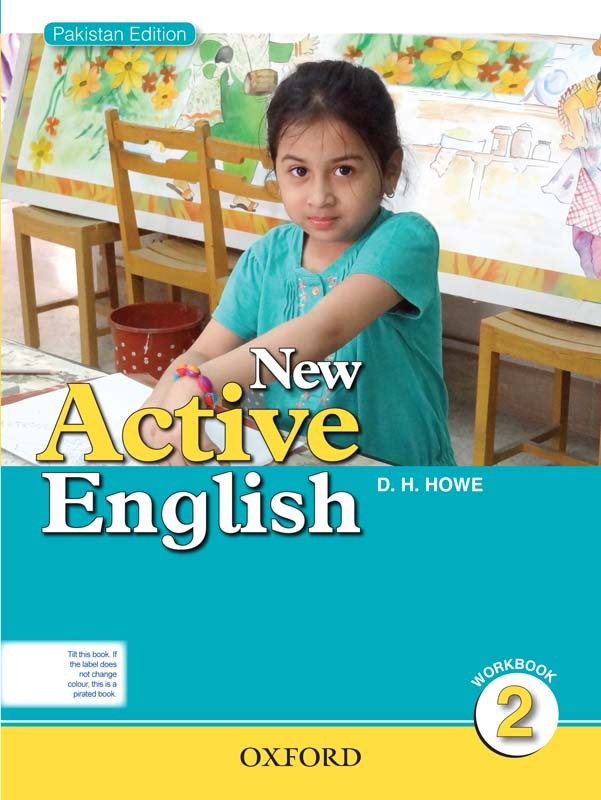 Pakistan Edition
New
Active
English
D. H. HOWE
Tilt this book. If
the label does
not change
colour, this is a
pirated book.
WORKBOOK
2
OXFORD